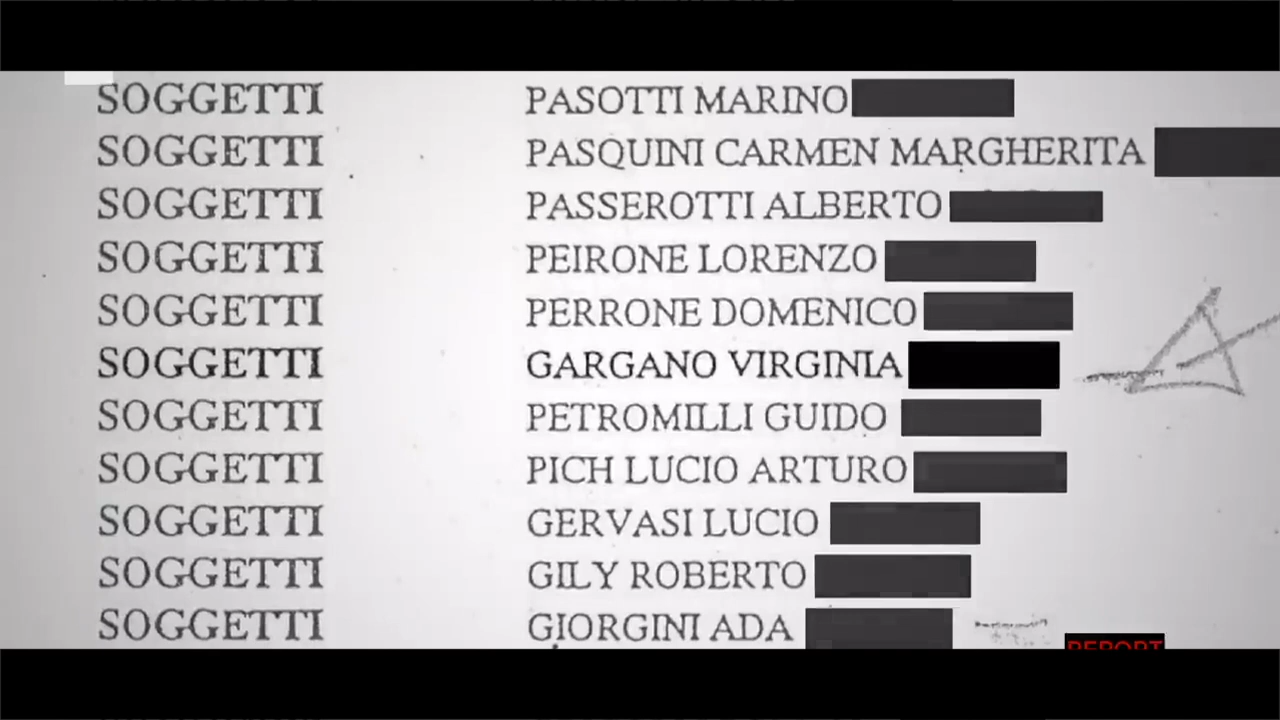 SOGGETTI PASOTTI MARINO
SOGGETTI PASQUINI CARMEN MARGHERITA
SOGGETTI PASSEROTTI ALBERTO
SOGGETTI PEIRONE LORENZO
SOGGETTI PERRONE DOMENICO
SOGGETTI GARGANO VIRGINIA
SOGGETTI PETROMILLI GUIDO
SOGGETTI PICH LUCIO ARTURO
SOGGETTI GERVASI LUCIO
SOGGETTI GILY ROBERTO
SOGGETTI GIORGINI ADA
REPORT